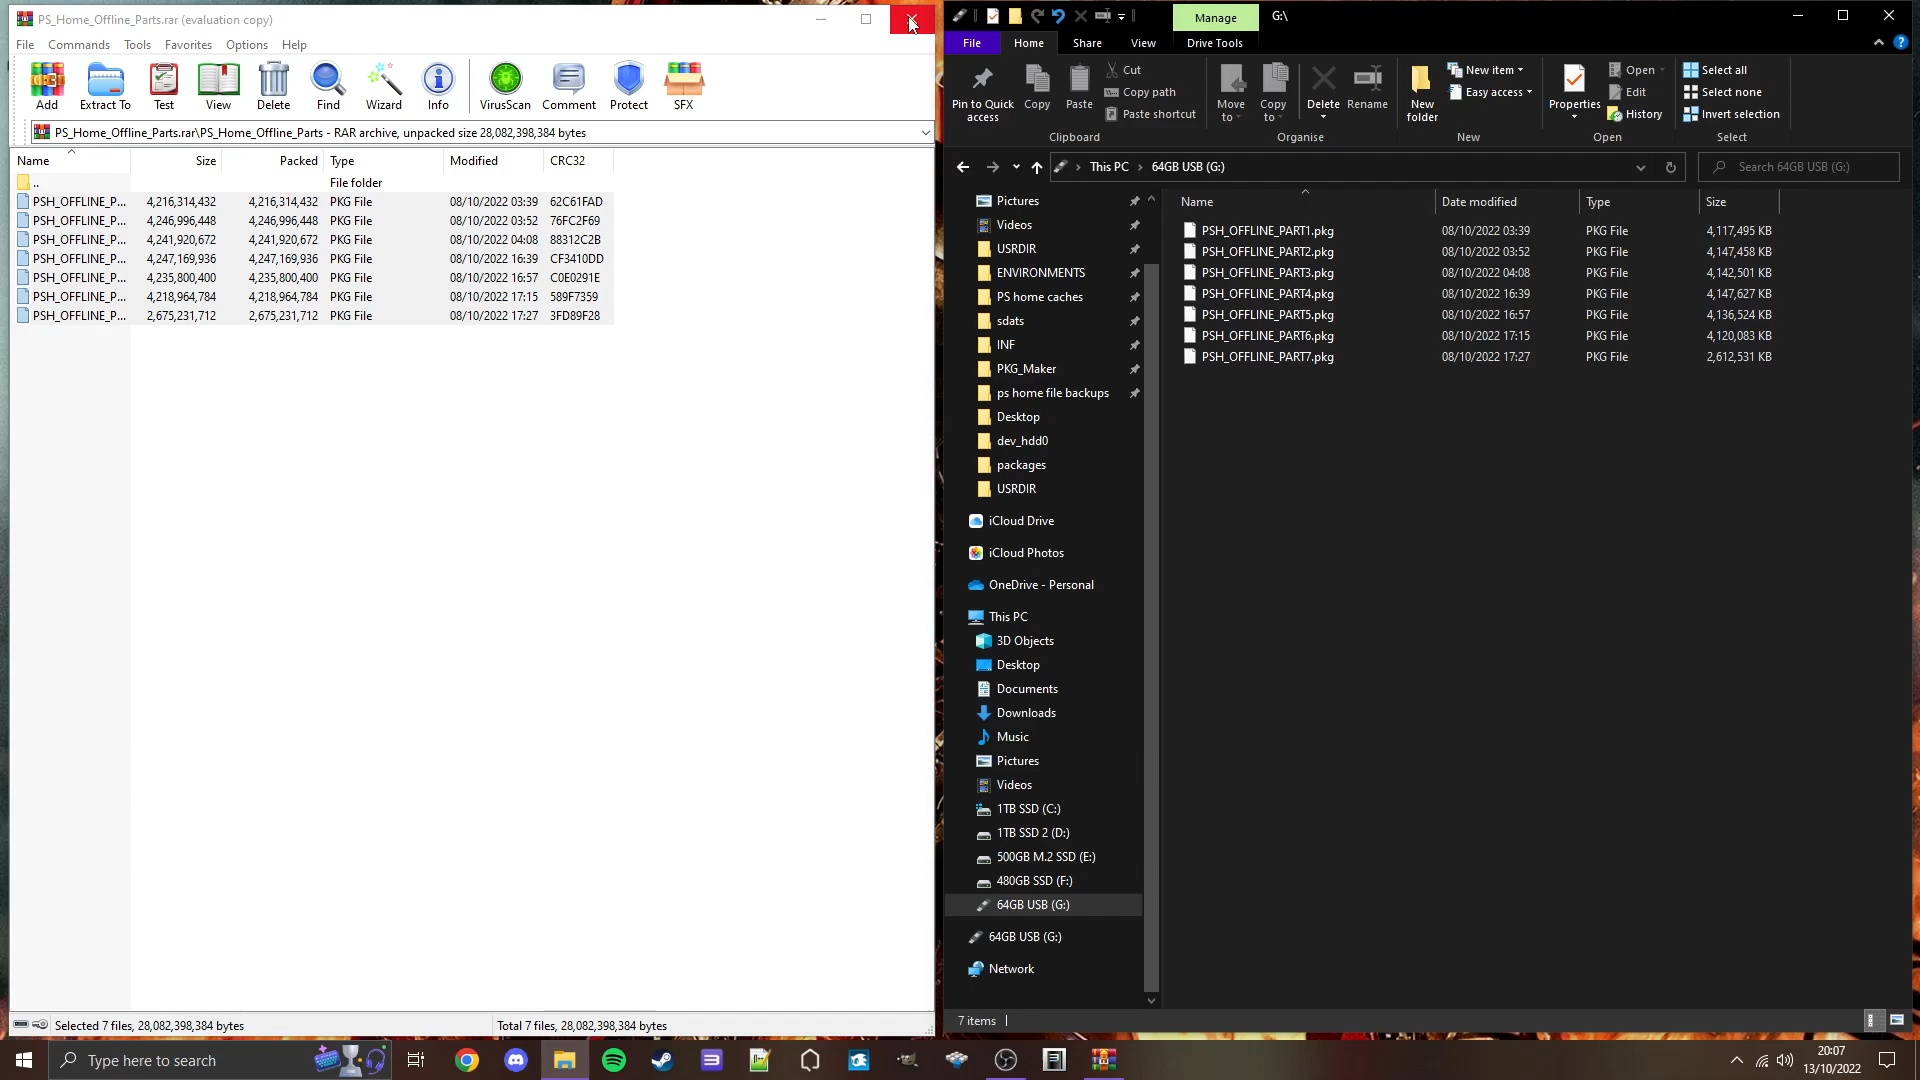 PS_Home_Offline_Parts.rar (evaluation copy)
File Commands Tools Favorites Options Help
Add Extract To Test View Delete Find Wizard Info VirusScan Comment Protect SFX
PS_Home_Offline_Parts.rar\PS_Home_Offline_Parts - RAR archive, unpacked size 28,082,398,384 bytes
Name Size Packed Type Modified CRC32
.. File folder
PSH_OFFLINE_P... 4,216,314,432 4,216,314,432 PKG File 08/10/2022 03:39 62C61FAD
PSH_OFFLINE_P... 4,246,996,448 4,246,996,448 PKG File 08/10/2022 03:52 76FC2F69
PSH_OFFLINE_P... 4,241,920,672 4,241,920,672 PKG File 08/10/2022 04:08 88312C2B
PSH_OFFLINE_P... 4,247,169,936 4,247,169,936 PKG File 08/10/2022 16:39 CF3410DD
PSH_OFFLINE_P... 4,235,800,400 4,235,800,400 PKG File 08/10/2022 16:57 C0E0291E
PSH_OFFLINE_P... 4,218,964,784 4,218,964,784 PKG File 08/10/2022 17:15 589F7359
PSH_OFFLINE_P... 2,675,231,712 2,675,231,712 PKG File 08/10/2022 17:27 3FD89F28
Selected 7 files, 28,082,398,384 bytes
Total 7 files, 28,082,398,384 bytes
Manage G:\
File Home Share View Drive Tools
Pin to Quick access
Copy
Paste
Cut
Copy path
Paste shortcut
Clipboard
Move to
Copy to
Delete
Rename
Organise
New folder
New item
Easy access
New
Properties
Open
Edit
History
Open
Select all
Select none
Invert selection
Select
This PC > 64GB USB (G:)
Search 64GB USB (G:)
Pictures
Videos
USRDIR
ENVIRONMENTS
PS home caches
sdats
INF
PKG_Maker
ps home file backups
Desktop
dev_hdd0
packages
USRDIR
iCloud Drive
iCloud Photos
OneDrive - Personal
This PC
3D Objects
Desktop
Documents
Downloads
Music
Pictures
Videos
1TB SSD (C:)
1TB SSD 2 (D:)
500GB M.2 SSD (E:)
480GB SSD (F:)
64GB USB (G:)
64GB USB (G:)
Network
Name Date modified Type Size
PSH_OFFLINE_PART1.pkg 08/10/2022 03:39 PKG File 4,117,495 KB
PSH_OFFLINE_PART2.pkg 08/10/2022 03:52 PKG File 4,147,458 KB
PSH_OFFLINE_PART3.pkg 08/10/2022 04:08 PKG File 4,142,501 KB
PSH_OFFLINE_PART4.pkg 08/10/2022 16:39 PKG File 4,147,627 KB
PSH_OFFLINE_PART5.pkg 08/10/2022 16:57 PKG File 4,136,524 KB
PSH_OFFLINE_PART6.pkg 08/10/2022 17:15 PKG File 4,120,083 KB
PSH_OFFLINE_PART7.pkg 08/10/2022 17:27 PKG File 2,612,531 KB
7 items
Type here to search
20:07
13/10/2022